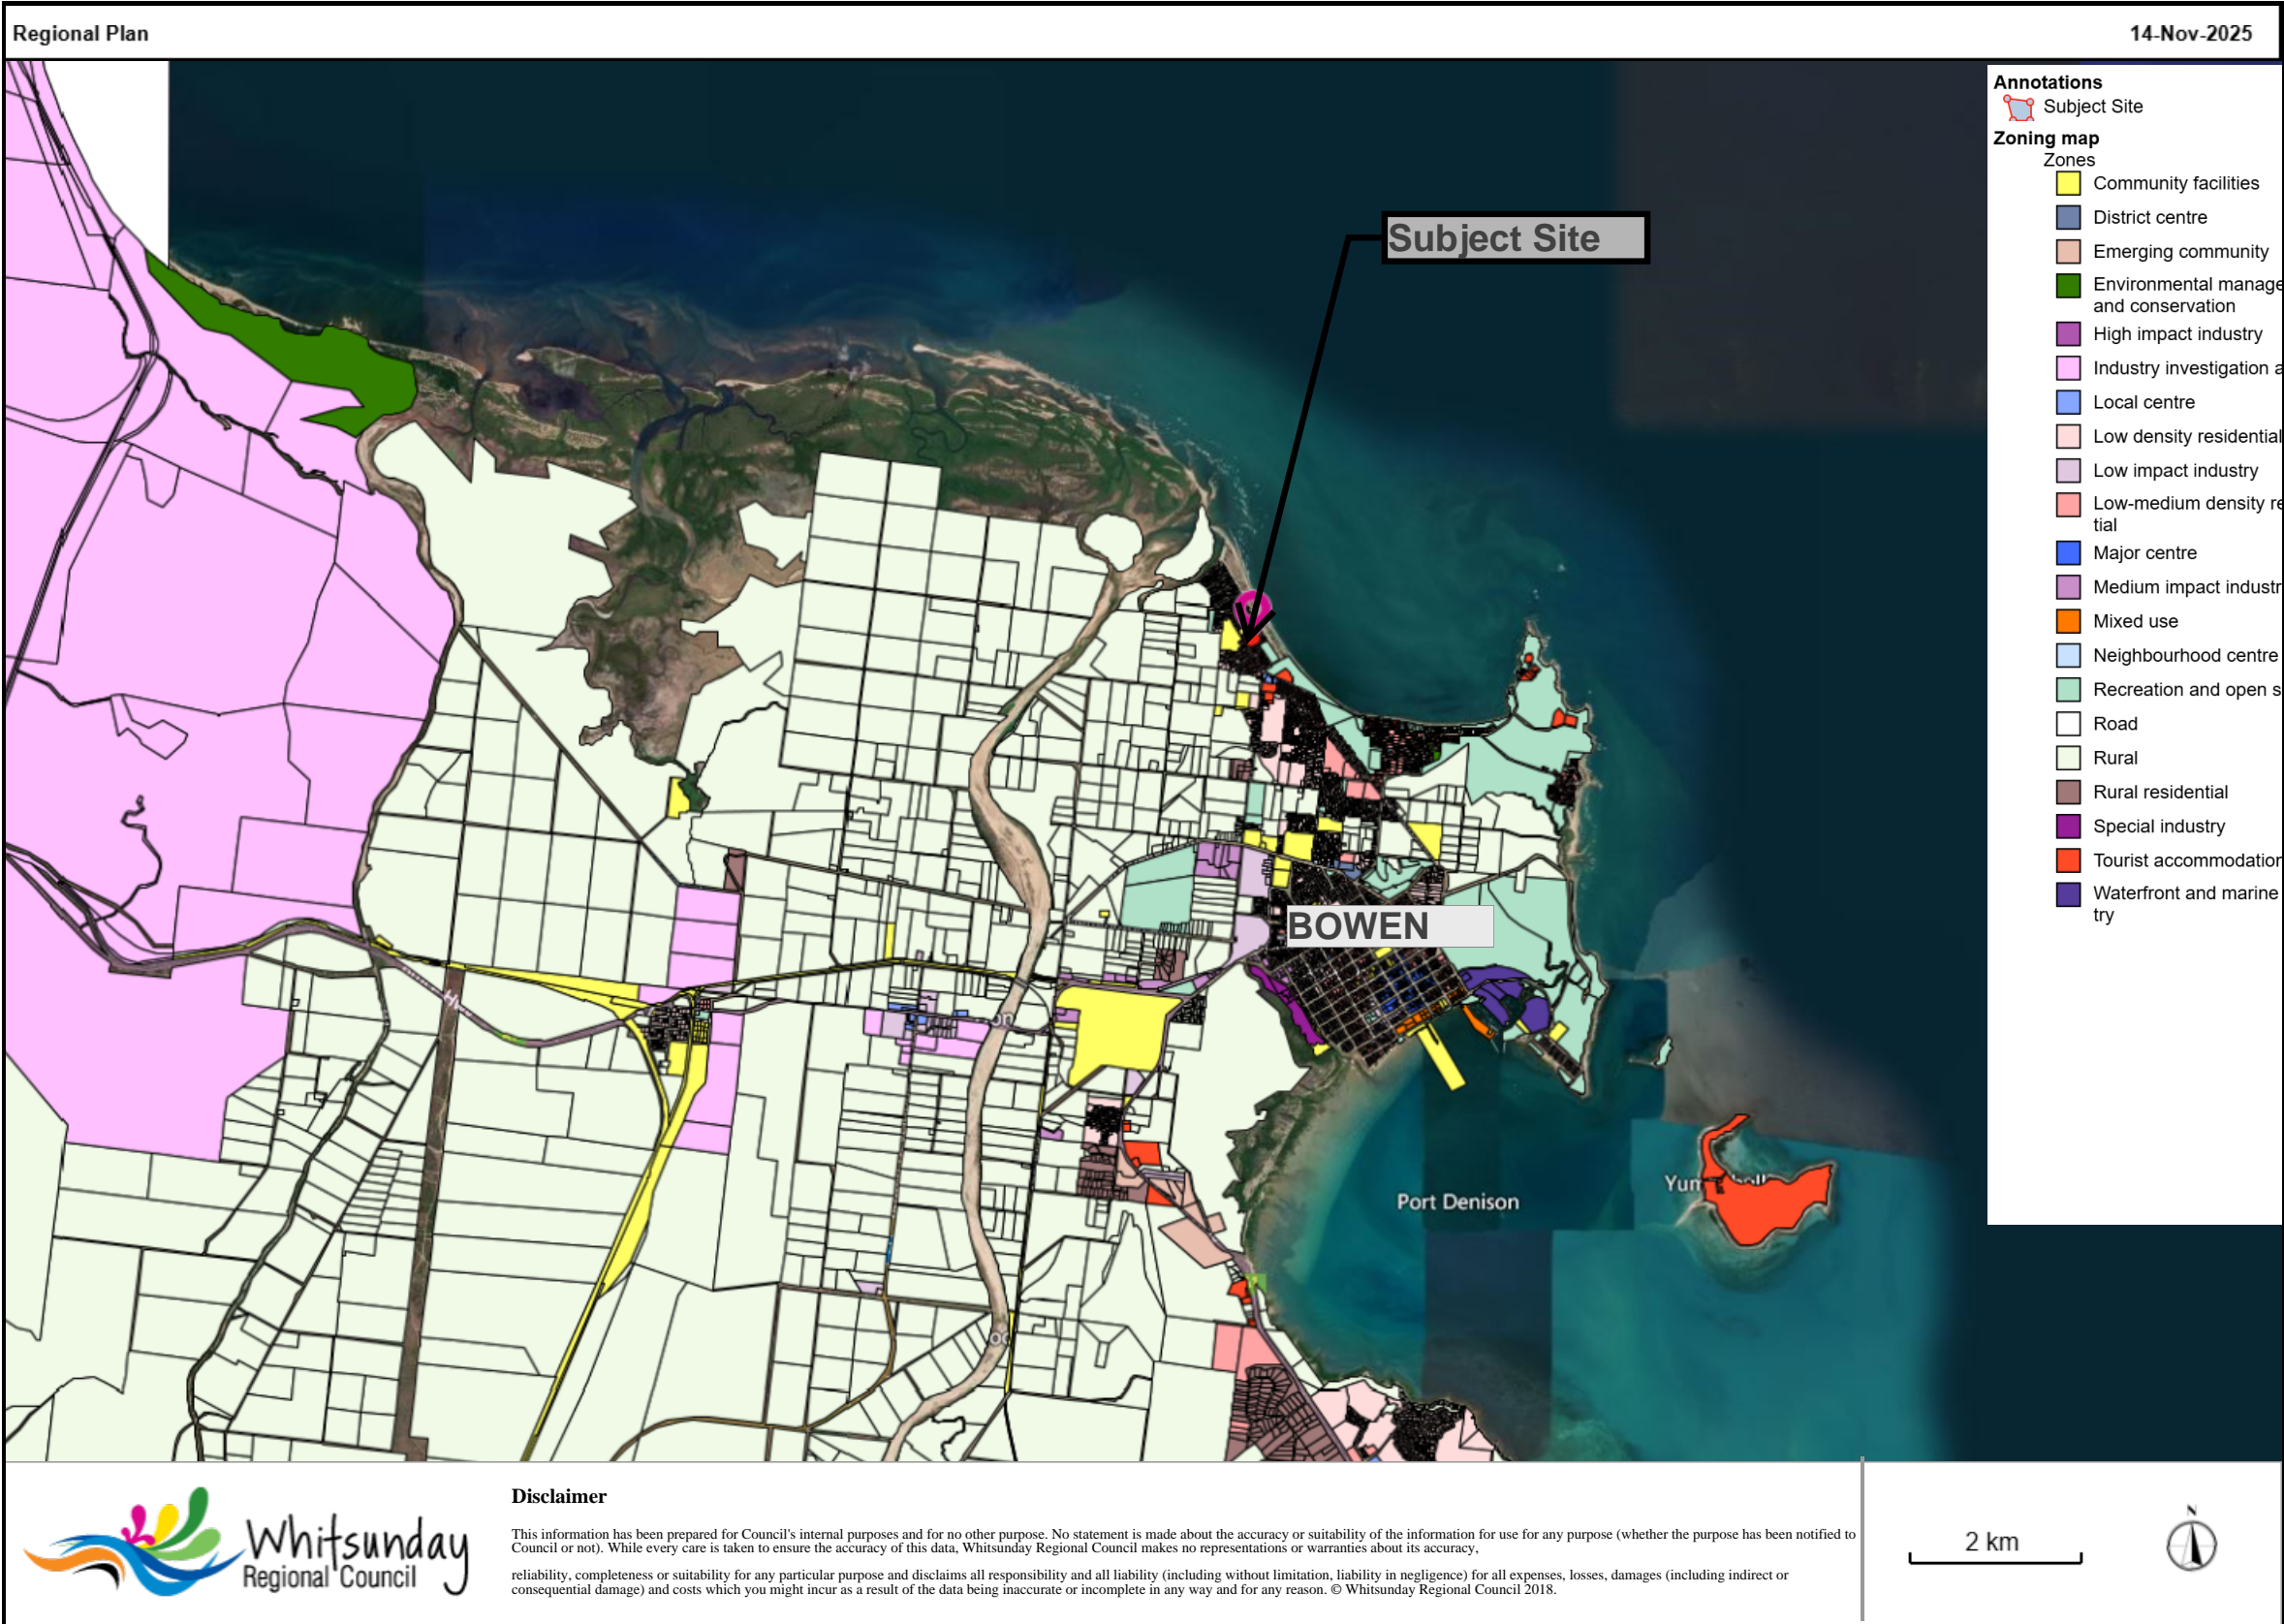 Regional Plan
14-Nov-2025
Annotations
Subject Site
Zoning map
Zones
Community facilities
District centre
Emerging community
Environmental manage
and conservation
High impact industry
Industry investigation a
Local centre
Low density residential
Low impact industry
Low-medium density re
tial
Major centre
Medium impact industr
Mixed use
Neighbourhood centre
Recreation and open s
Road
Rural
Rural residential
Special industry
Tourist accommodation
Waterfront and marine
try
Subject Site
BOWEN
Port Denison
Whitsunday
Regional Council
Disclaimer
This information has been prepared for Council's internal purposes and for no other purpose. No statement is made about the accuracy or suitability of the information for use for any purpose (whether the purpose has been notified to
Council or not). While every care is taken to ensure the accuracy of this data, Whitsunday Regional Council makes no representations or warranties about its accuracy,
reliability, completeness or suitability for any particular purpose and disclaims all responsibility and all liability (including without limitation, liability in negligence) for all expenses, losses, damages (including indirect or
consequential damage) and costs which you might incur as a result of the data being inaccurate or incomplete in any way and for any reason. © Whitsunday Regional Council 2018.
2 km
N